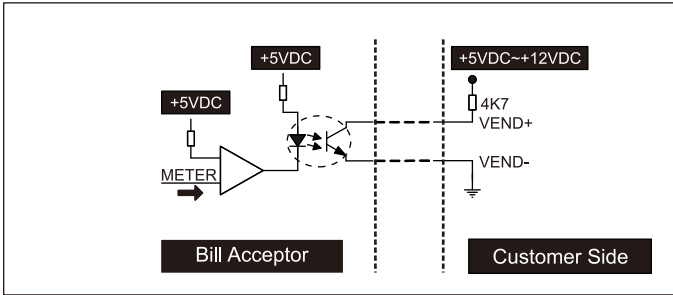 +5VDC
+5VDC~+12VDC
+5VDC
4K7
VEND+
METER
VEND-
Bill Acceptor
Customer Side